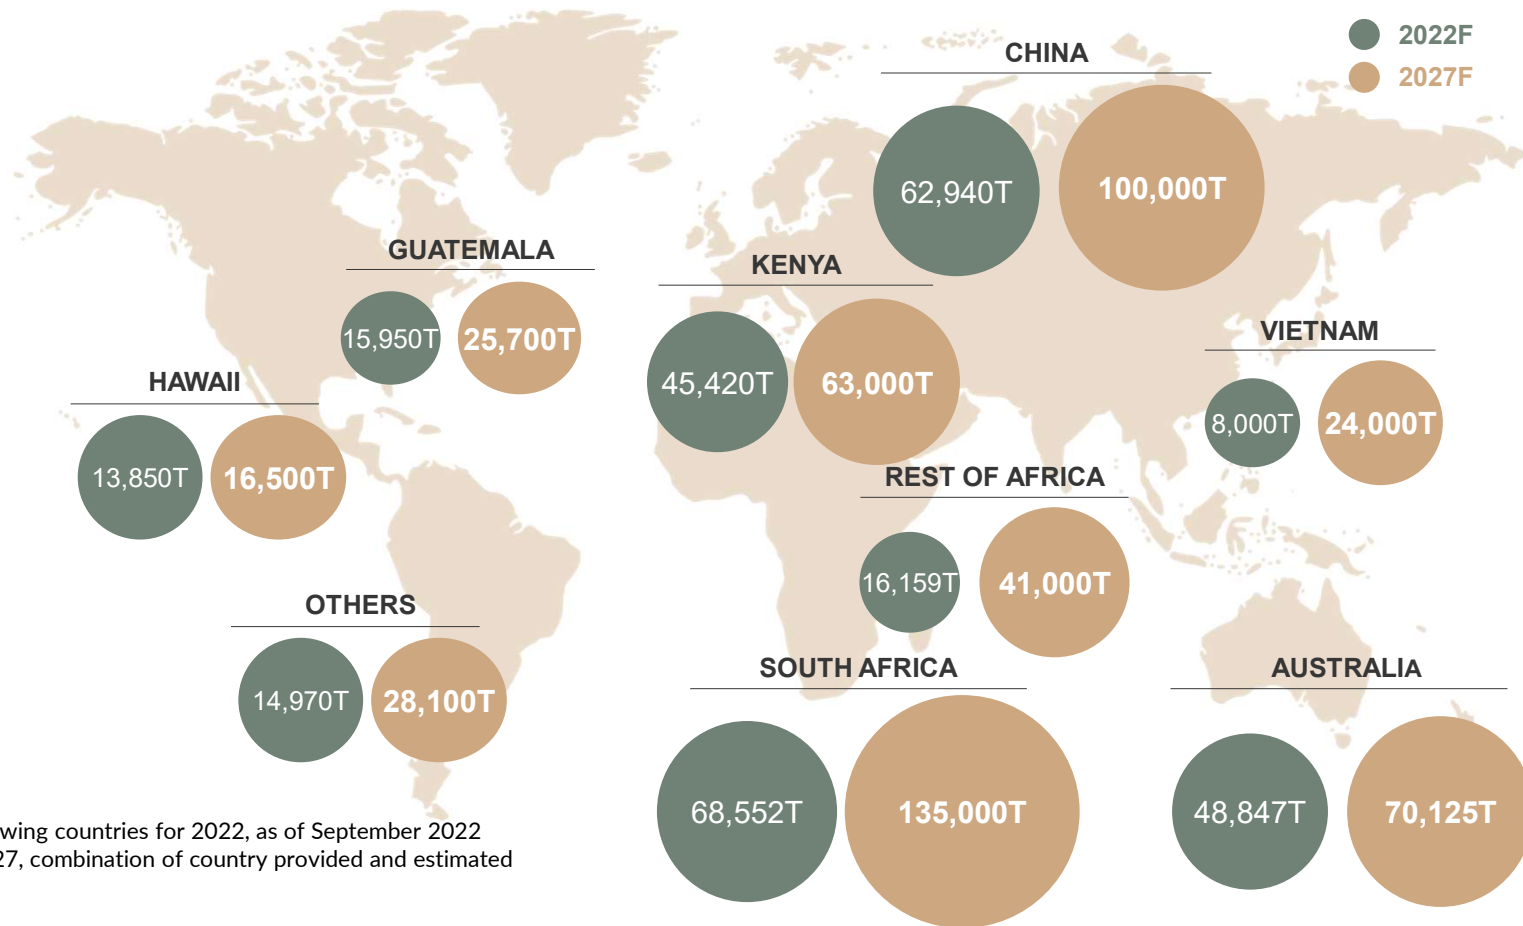 2022F
2027F
CHINA
62,940T
100,000T
GUATEMALA
15,950T
25,700T
KENYA
45,420T
63,000T
VIETNAM
8,000T
24,000T
HAWAII
13,850T
16,500T
REST OF AFRICA
16,159T
41,000T
OTHERS
14,970T
28,100T
SOUTH AFRICA
68,552T
135,000T
AUSTRALIA
48,847T
70,125T
wing countries for 2022, as of September 2022
27, combination of country provided and estimated